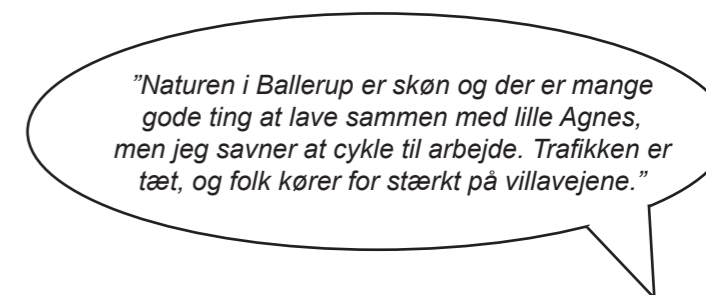 ”Naturen i Ballerup er skøn og der er mange
gode ting at lave sammen med lille Agnes,
men jeg savner at cykle til arbejde. Trafikken er
tæt, og folk kører for stærkt på villavejene.”